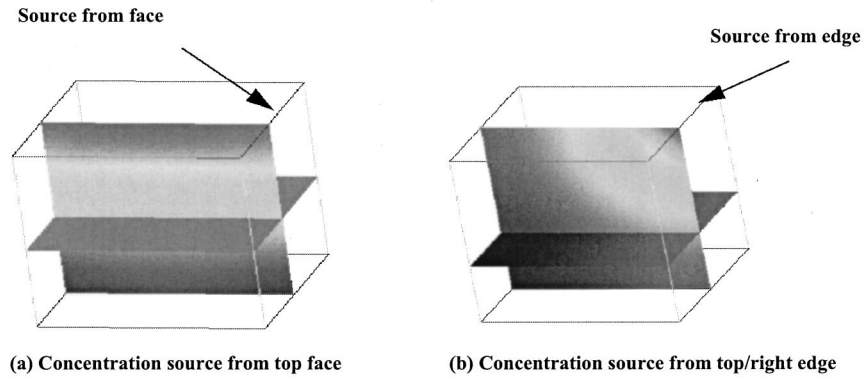 Source from face
Source from edge
(a) Concentration source from top face
(b) Concentration source from top/right edge